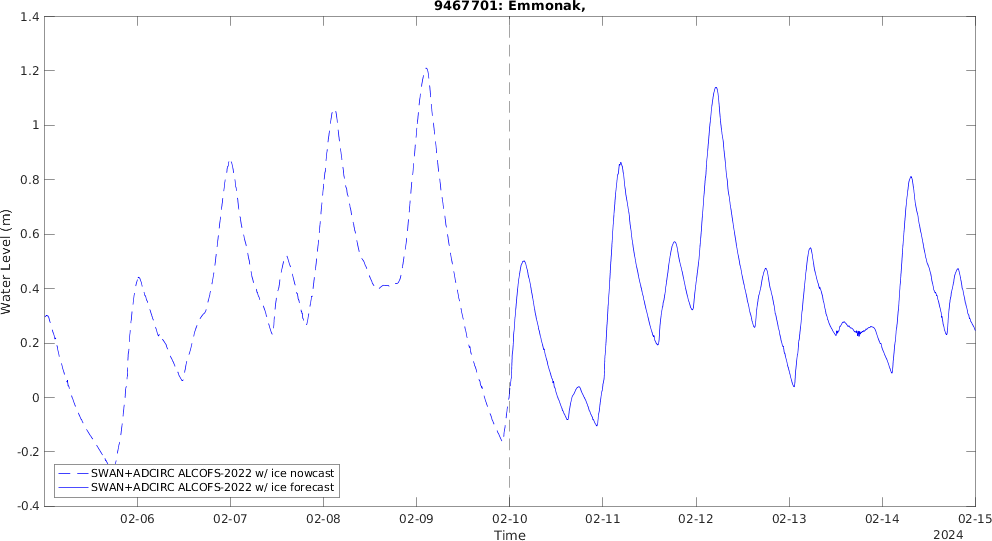 9467701: Emmonak,
1.4
1.2
1
0.8
0.6
0.4
0.2
0
-0.2
-0.4
Water Level (m)
SWAN+ADCIRC ALCOFS-2022 w/ ice nowcast
SWAN+ADCIRC ALCOFS-2022 w/ ice forecast
02-06 02-07 02-08 02-09 02-10 02-11 02-12 02-13 02-14 02-15
Time
2024